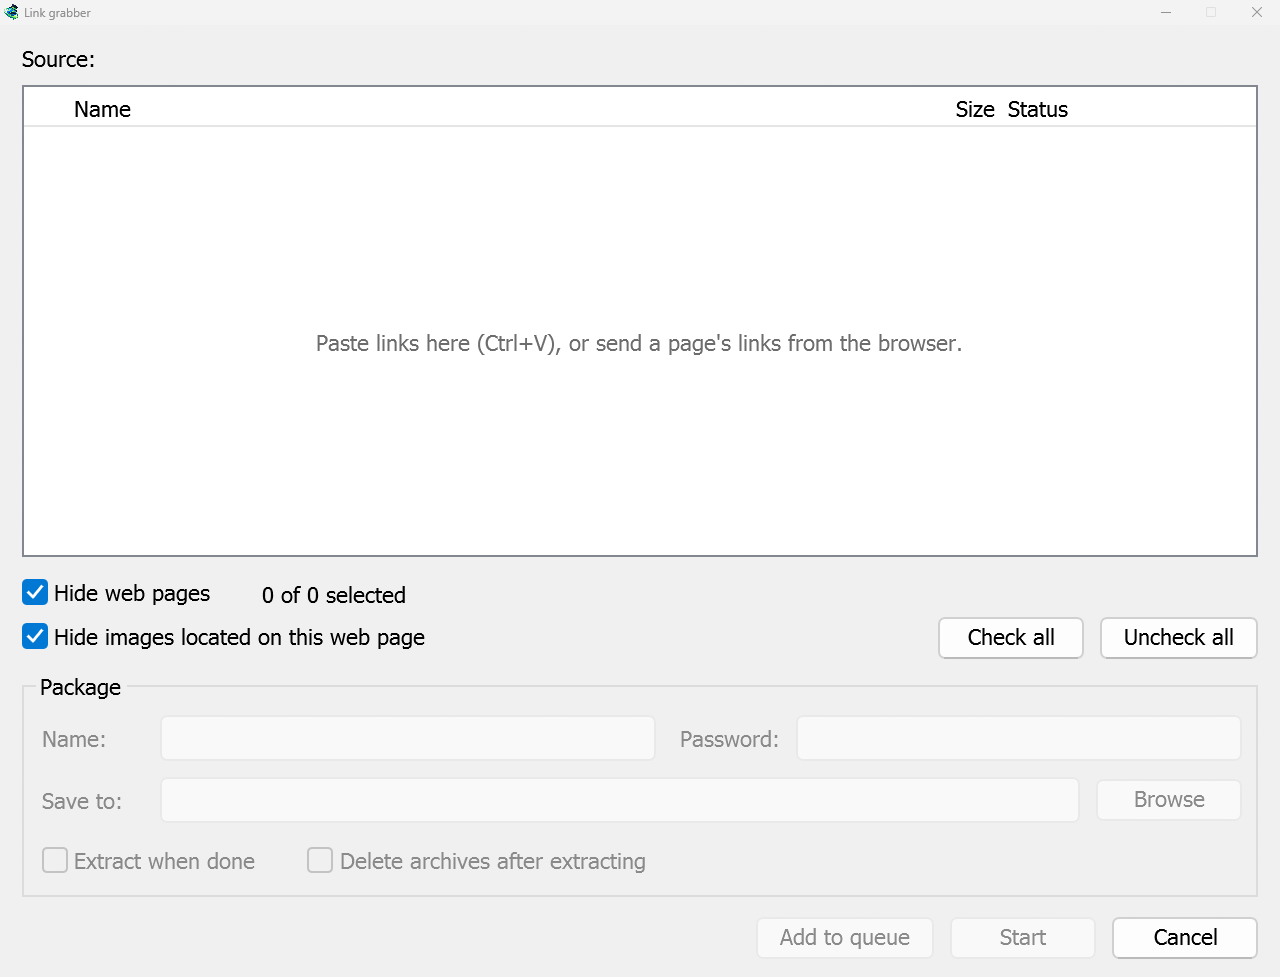 Link grabber
Source:
Name Size Status
Paste links here (Ctrl+V), or send a page's links from the browser.
Hide web pages 0 of 0 selected
Hide images located on this web page Check all Uncheck all
Package
Name: Password:
Save to: Browse
Extract when done Delete archives after extracting
Add to queue Start Cancel